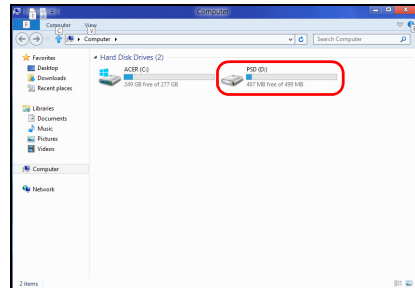 Computer
F
Computer
View
C
V
Computer
Search Computer
Favorites
Desktop
Downloads
Recent places
Libraries
Documents
Music
Pictures
Videos
Computer
Network
Hard Disk Drives (2)
ACER (C:)
249 GB free of 277 GB
PSD (D:)
467 MB free of 499 MB
2 items